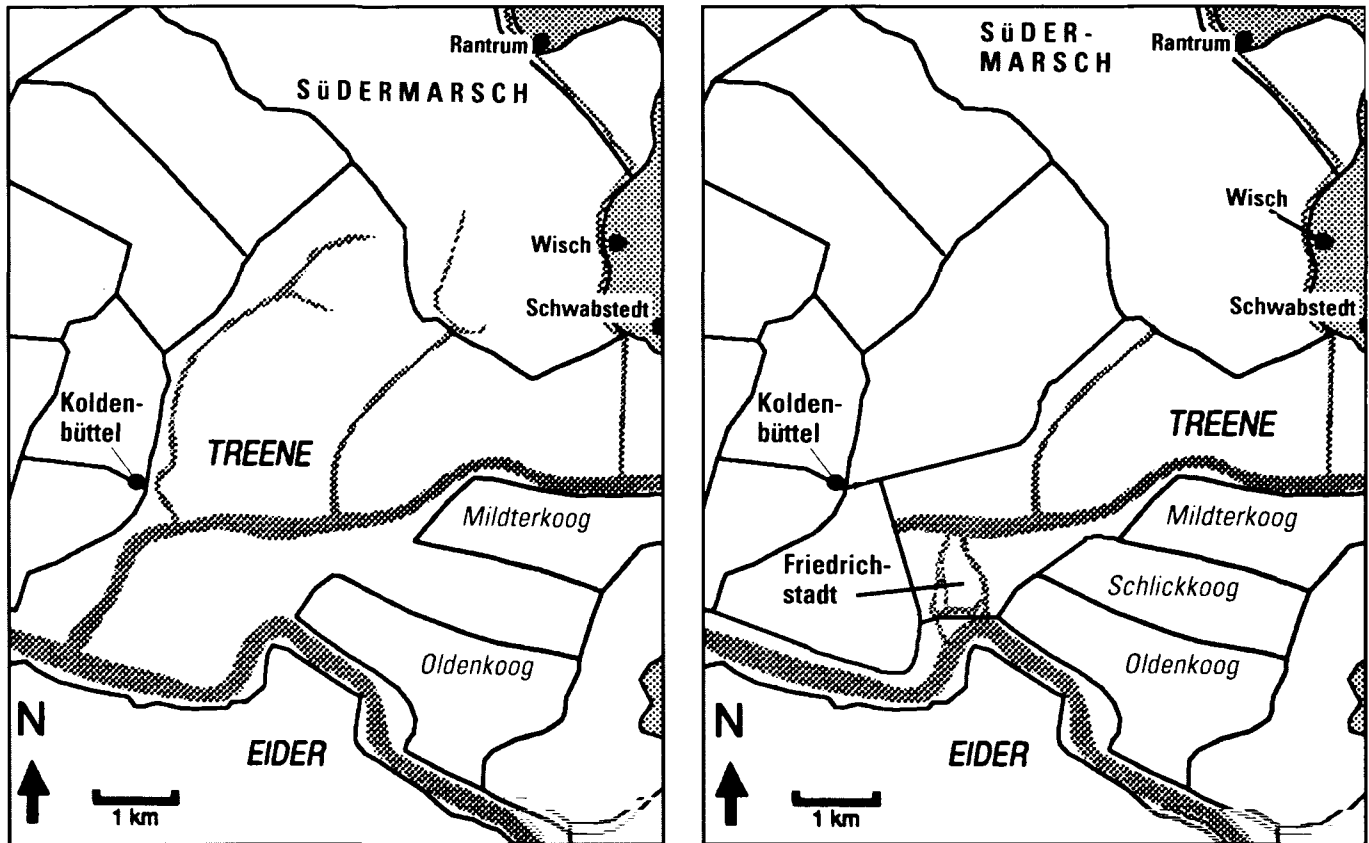 Rantrum
SüDERMARSCH
Wisch
Schwabstedt
Kolden-
büttel
TREENE
Mildterkoog
Oldenkoog
N
EIDER
1 km
SüDER-
MARSCH
Rantrum
Wisch
Schwabstedt
Kolden-
büttel
TREENE
Mildterkoog
Friedrich-
stadt
Schlickkoog
Oldenkoog
N
EIDER
1 km